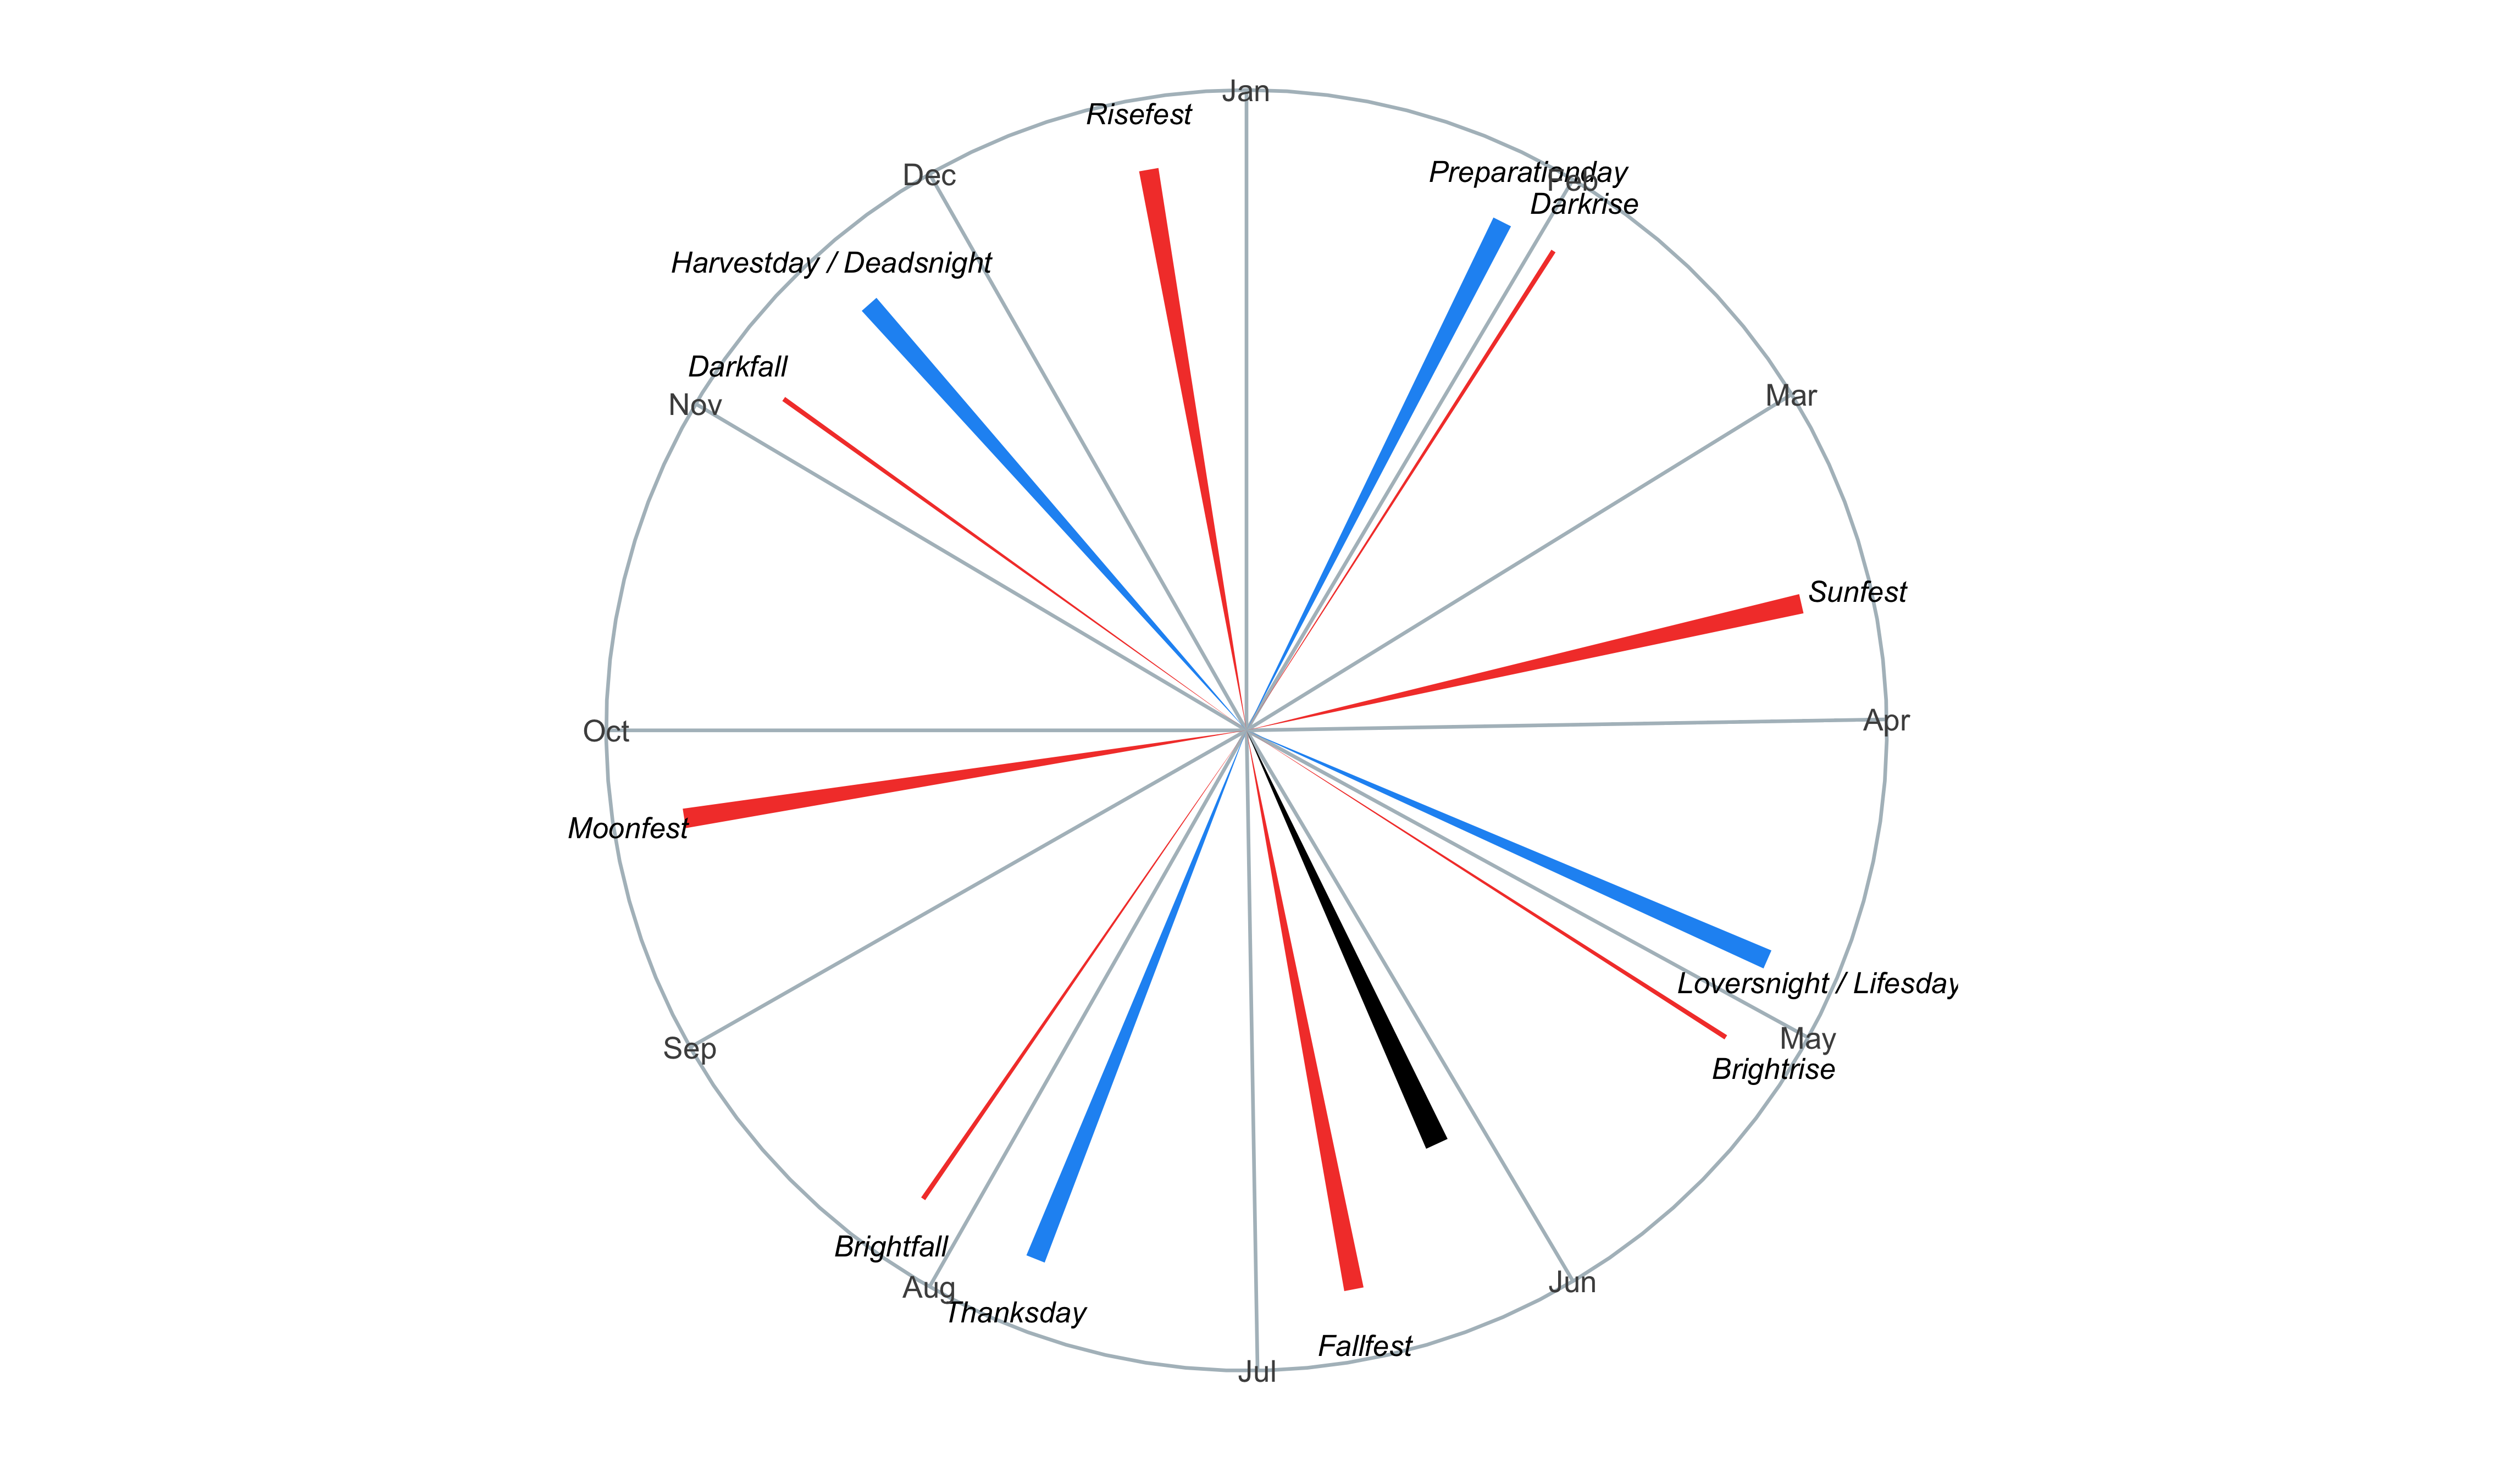 Jan
Risefest
Preparationday
Dec
Feb
Darkrise
Harvestday / Deadsnight
Darkfall
Nov
Mar
Sunfest
Oct
Apr
Moonfest
Loversnight / Lifesday
Sep
May
Brightrise
Brightfall
Aug
Jun
Thanksday
Fallfest
Jul